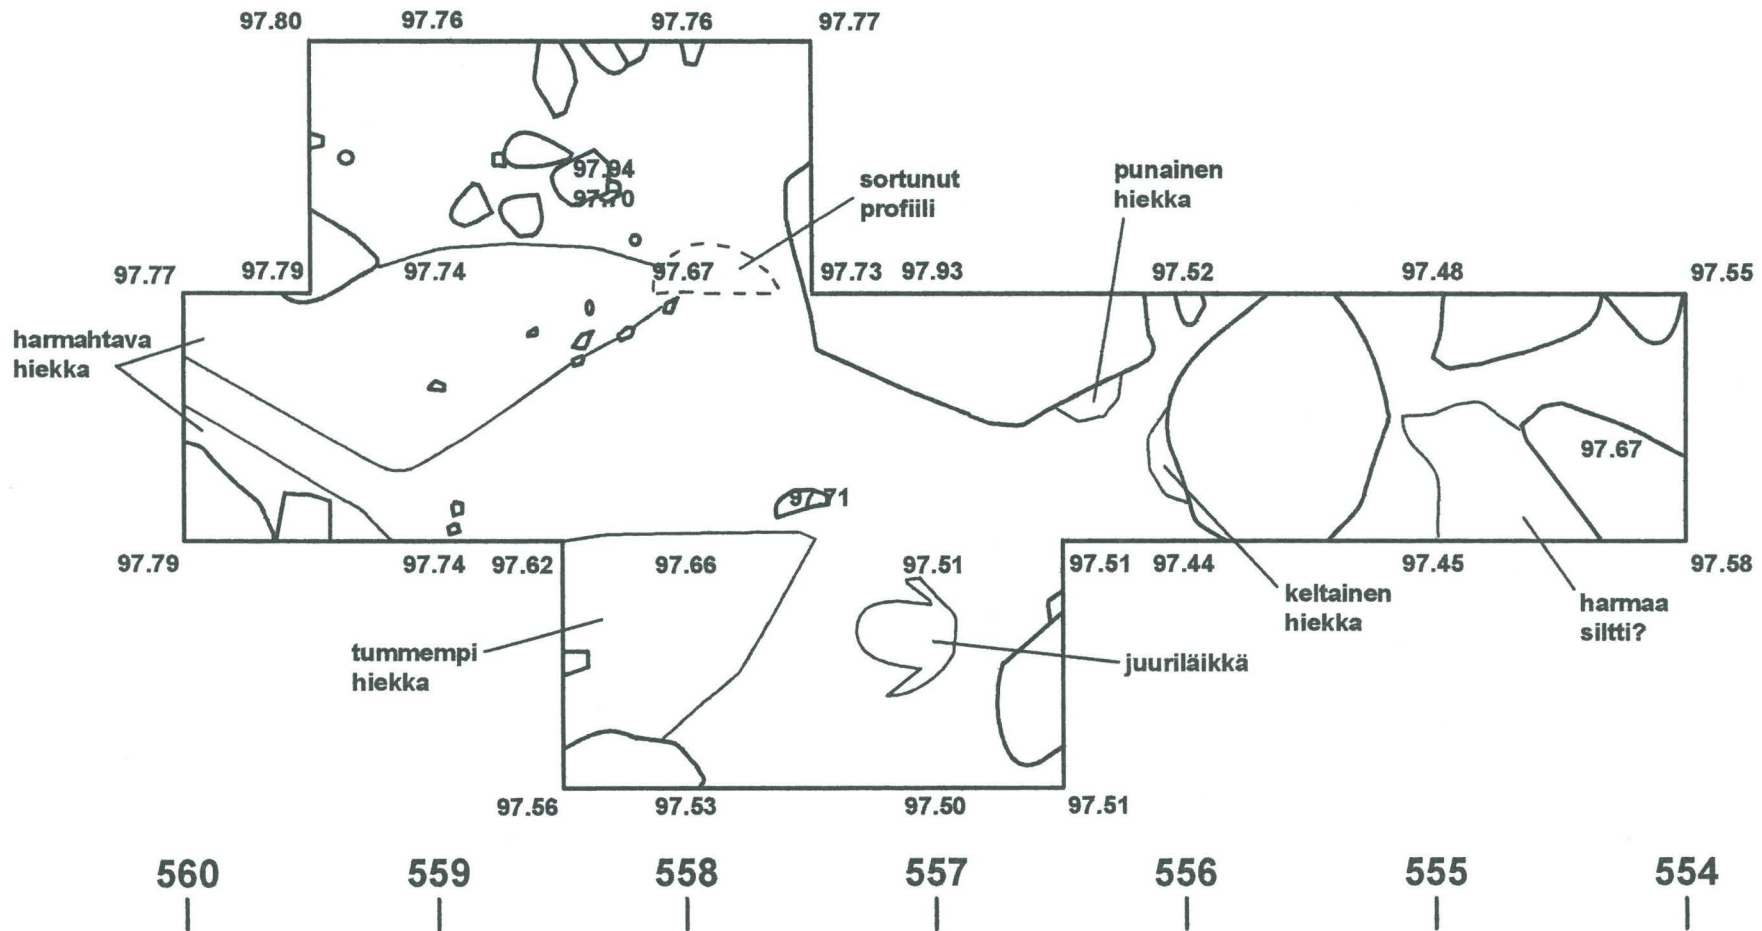 97.80 97.76 97.76 97.77
97.94
97.70
sortunut
profiili
punainen
hiekka
97.77 97.79 97.74 97.67 97.73 97.93 97.52 97.48 97.55
harmahtava
hiekka
97.67
97.71
97.79 97.74 97.62 97.66 97.51 97.51 97.44 97.45 97.58
keltainen
hiekka
harmaa
siltti?
tummempi
hiekka
juuriläikkä
97.56 97.53 97.50 97.51
560 559 558 557 556 555 554